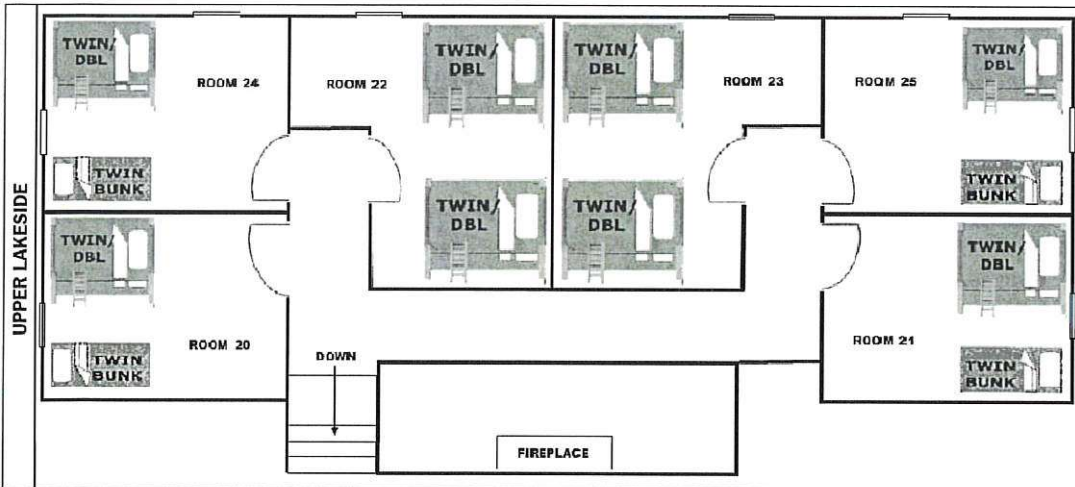 UPPER LAKESIDE
TWIN/
DBL
ROOM 24
TWIN
BUNK
ROOM 22
TWIN/
DBL
TWIN/
DBL
TWIN/
DBL
TWIN/
DBL
ROOM 23
ROOM 25
TWIN/
DBL
TWIN
BUNK
TWIN/
DBL
ROOM 20
TWIN
BUNK
DOWN
FIREPLACE
TWIN/
DBL
ROOM 21
TWIN
BUNK